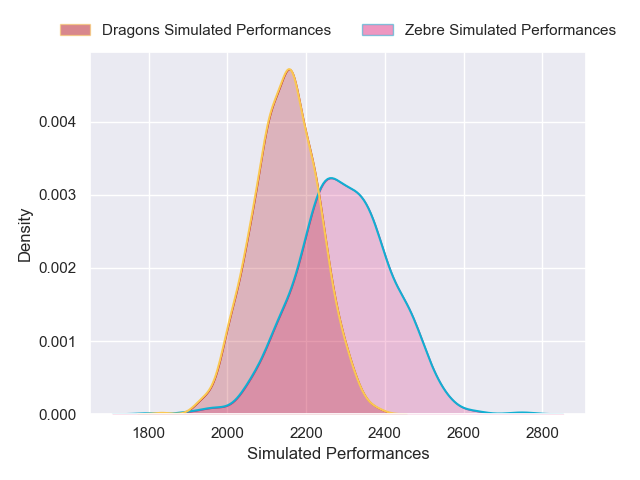 Dragons Simulated Performances Zebre Simulated Performances
0.004
0.003
0.002
0.001
0.000
Density
1800 2000 2200 2400 2600 2800
Simulated Performances